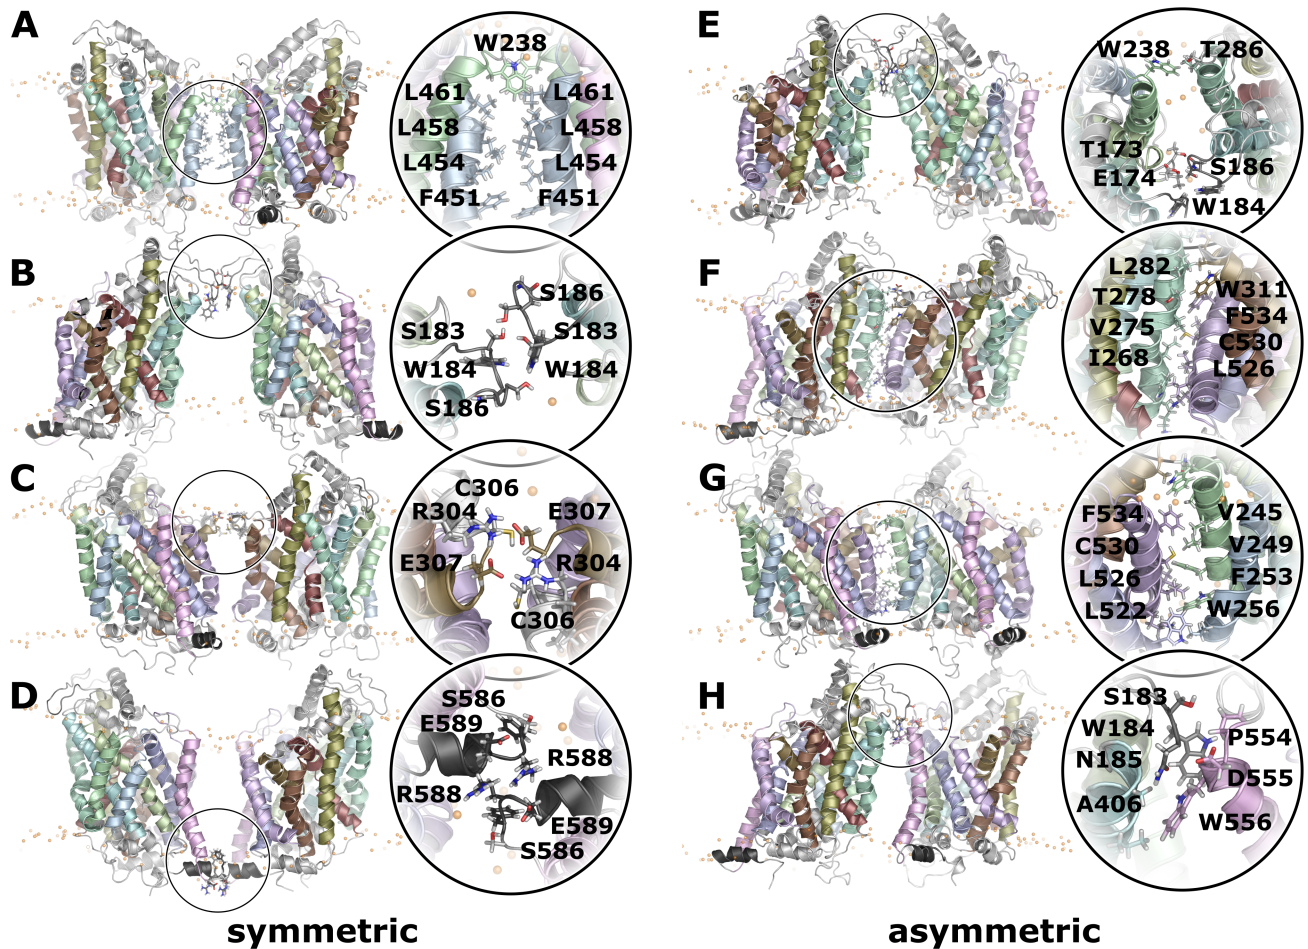 A
W238
L461 L461
L458 L458
L454 L454
F451 F451
B
S186
S183 S183
W184 W184
S186
C
C306
R304 E307
E307 R304
C306
D
S586
E589
R588
R588
E589
S586
symmetric
E
W238 T286
T173
E174 S186
W184
F
L282
T278 W311
V275 F534
I268 C530
L526
G
F534 V245
C530 V249
L526 F253
L522 W256
H
S183
W184 P554
N185
D555
A406
W556
asymmetric